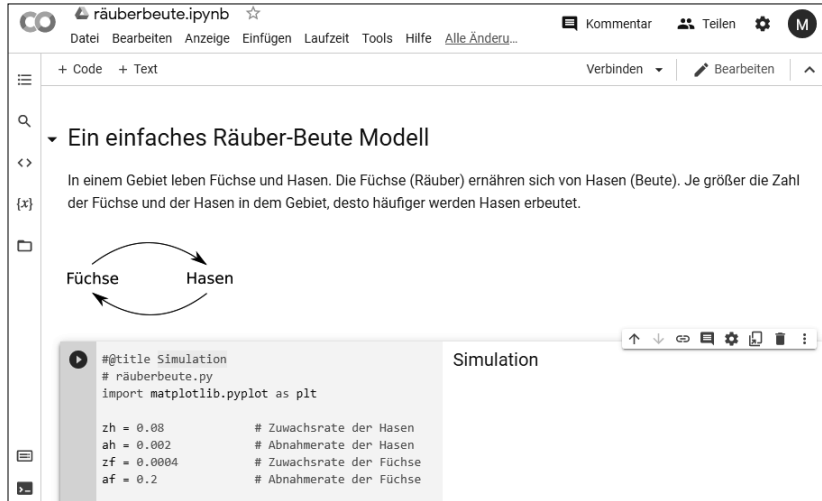 CO räuberbeute.ipynb
Datei Bearbeiten Anzeige Einfügen Laufzeit Tools Hilfe Alle Änderu…
Kommentar Teilen M
+ Code + Text
Verbinden Bearbeiten
Ein einfaches Räuber-Beute Modell
In einem Gebiet leben Füchse und Hasen. Die Füchse (Räuber) ernähren sich von Hasen (Beute). Je größer die Zahl
der Füchse und der Hasen in dem Gebiet, desto häufiger werden Hasen erbeutet.
{x}
Füchse Hasen
#@title Simulation
# räuberbeute.py
import matplotlib.pyplot as plt
zh = 0.08 # Zuwachsrate der Hasen
ah = 0.002 # Abnahmerate der Hasen
zf = 0.0004 # Zuwachsrate der Füchse
af = 0.2 # Abnahmerate der Füchse
Simulation